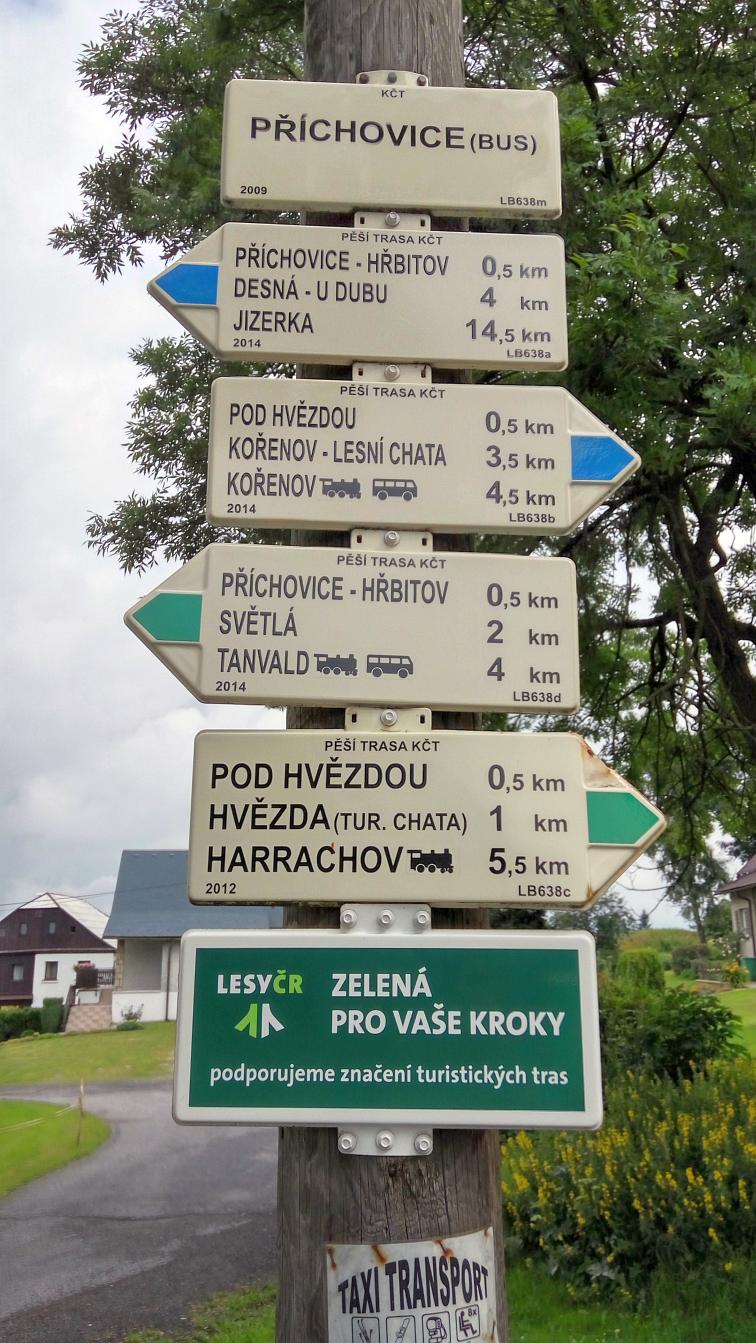 KČT
PŘÍCHOVICE (BUS)
2009 LB638m
PĚŠÍ TRASA KČT
PŘÍCHOVICE - HŘBITOV 0,5 km
DESNÁ - U DUBU 4 km
JIZERKA 14,5 km
2014 LB638a
PĚŠÍ TRASA KČT
POD HVĚZDOU 0,5 km
KOŘENOV - LESNÍ CHATA 3,5 km
KOŘENOV 4,5 km
2014 LB638b
PĚŠÍ TRASA KČT
PŘÍCHOVICE - HŘBITOV 0,5 km
SVĚTLÁ 2 km
TANVALD 4 km
2014 LB638d
PĚŠÍ TRASA KČT
POD HVĚZDOU 0,5 km
HVĚZDA (TUR. CHATA) 1 km
HARRACHOV 5,5 km
2012 LB638c
LESY ČR ZELENÁ
PRO VAŠE KROKY
podporujeme značení turistických tras
TAXI TRANSPORT
8x